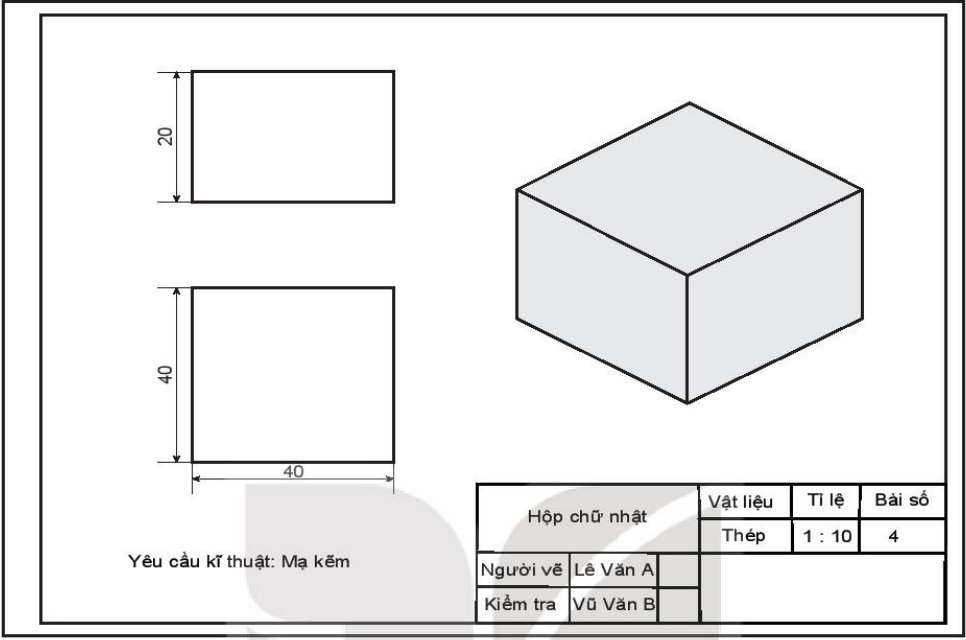 20
40
40
Yêu cầu kĩ thuật: Mạ kẽm
Hộp chữ nhật
Vật liệu Tỉ lệ Bài số
Thép 1 : 10 4
Người vẽ Lê Văn A
Kiểm tra Vũ Văn B